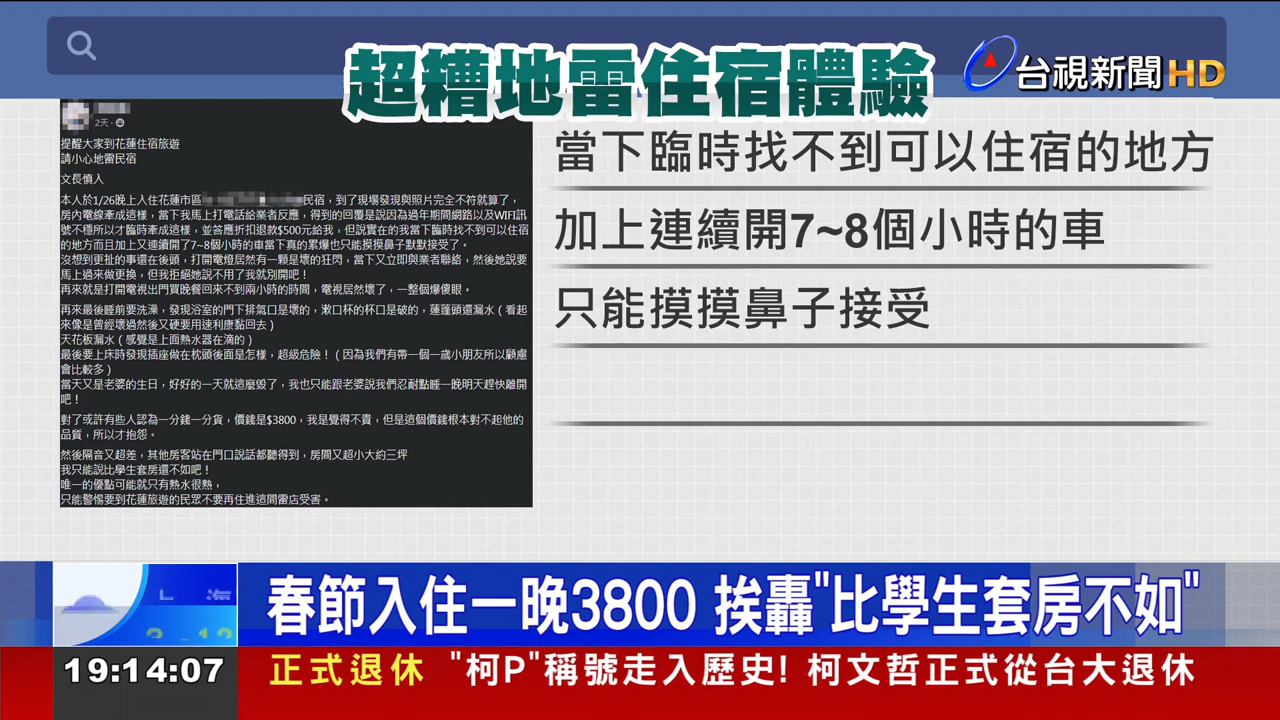 超糟地雷住宿體驗
台視新聞HD
2天
提醒大家到花蓮住宿旅遊
請小心地雷民宿
文長慎入
本人於1/26晚上入住花蓮市區 民宿，到了現場發現與照片完全不符就算了，
房內電線牽成這樣，當下我馬上打電話給業者反應，得到的回覆是說因為過年期間網路以及WIFI訊
號不穩所以才臨時牽成這樣，並答應折扣退款$500元給我，但說實在的我當下臨時找不到可以住宿
的地方而且加上又連續開了7~8個小時的車當下真的累爆也只能摸摸鼻子默默接受了。
沒想到更扯的事還在後頭，打開電燈居然有一顆是壞的狂閃，當下又立即與業者聯絡，然後她說要
馬上過來做更換，但我拒絕她說不用了我就別開吧！
再來就是打開電視出門買晚餐回來不到兩小時的時間，電視居然壞了，一整個爆傻眼。
再來最後睡前要洗澡，發現浴室的門下排氣口是壞的，漱口杯的杯口是破的，蓮蓬頭還漏水（看起
來像是曾經壞過然後又硬要用速利康黏回去）
天花板漏水（感覺是上面熱水器在滴的）
最後要上床時發現插座做在枕頭後面是怎樣，超級危險！（因為我們有帶一個一歲小朋友所以顧慮
會比較多）
當天又是老婆的生日，好好的一天就這麼毀了，我也只能跟老婆說我們忍耐點睡一晚明天趕快離開
吧！
對了或許有些人認為一分錢一分貨，價錢是$3800，我是覺得不貴，但是這個價錢根本對不起他的
品質，所以才抱怨。
然後隔音又超差，其他房客站在門口說話都聽得到，房間又超小大約三坪
我只能說比學生套房還不如吧！
唯一的優點可能就只有熱水很熱，
只能警惕要到花蓮旅遊的民眾不要再住進這間雷店受害。
當下臨時找不到可以住宿的地方
加上連續開7~8個小時的車
只能摸摸鼻子接受
春節入住一晚3800 挨轟"比學生套房不如"
19:14:07
正式退休 "柯P"稱號走入歷史! 柯文哲正式從台大退休